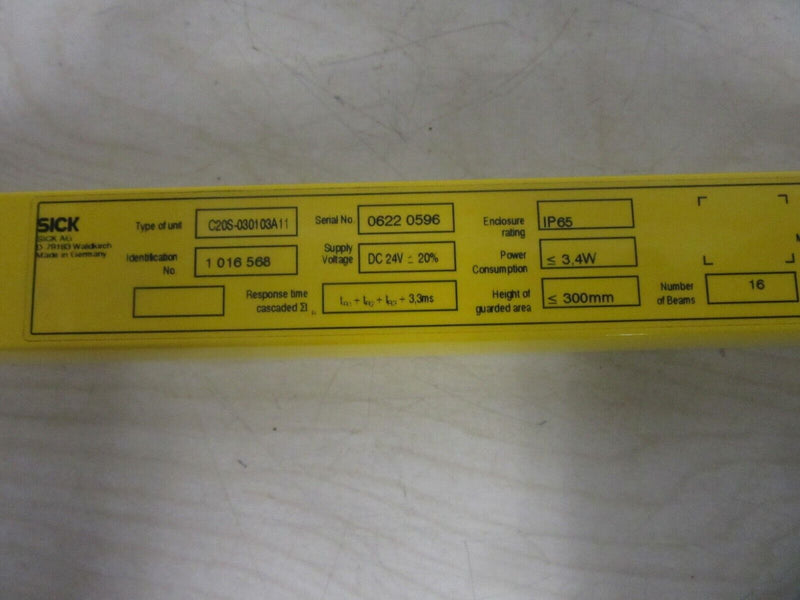 SICK
SICK AG
D-79183 Waldkirch
Made in Germany
Type of unit C20S-030103A11
Identification No. 1 016 568
Serial No. 0622 0596
Supply Voltage DC 24V ± 20%
Response time cascaded Σt + 3,3ms
Enclosure rating IP65
Power Consumption ≤ 3,4W
Height of guarded area ≤ 300mm
Number of Beams 16